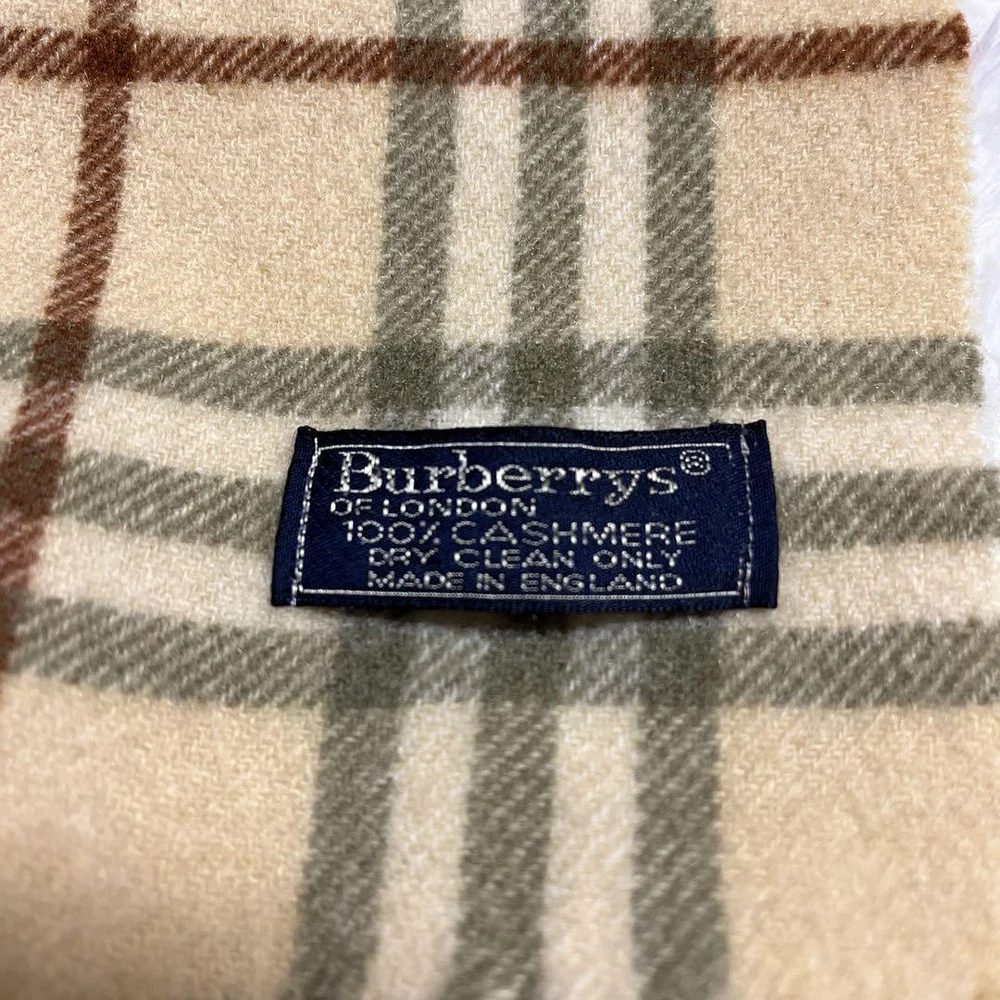 Burberrys®
OF LONDON
100% CASHMERE
DRY CLEAN ONLY
MADE IN ENGLAND